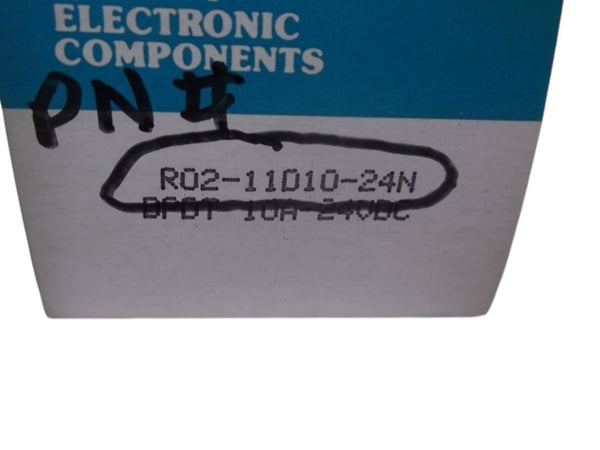 ELECTRONIC
COMPONENTS
PN #
R02-11D10-24N
DPDT 10A 24VDC